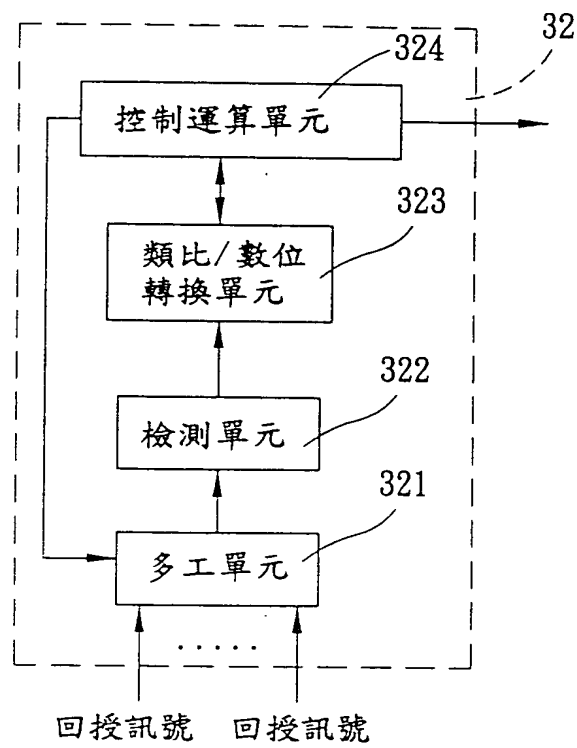 32
324
控制運算單元
323
類比/數位
轉換單元
322
檢測單元
321
多工單元
.....
回授訊號 回授訊號